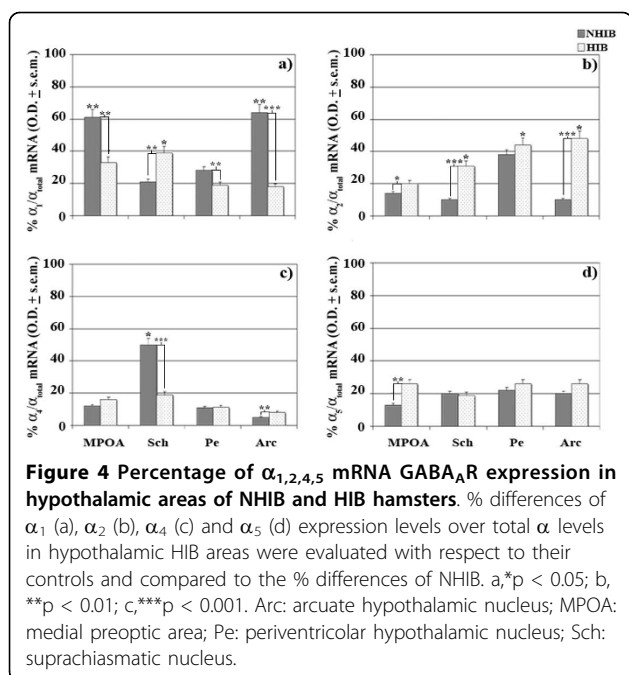 NHIB
HIB
% α1/αtotal mRNA (O.D. ± s.e.m.)
100
80
60
40
20
0
a)
**
**
**
*
**
**
***
% α2/αtotal mRNA (O.D. ± s.e.m.)
100
80
60
40
20
0
b)
*
***
*
*
***
*
% α4/αtotal mRNA (O.D. ± s.e.m.)
100
80
60
40
20
0
c)
*
***
**
MPOA
Sch
Pe
Arc
% α5/αtotal mRNA (O.D. ± s.e.m.)
100
80
60
40
20
0
d)
**
MPOA
Sch
Pe
Arc
Figure 4 Percentage of α1,2,4,5 mRNA GABAAR expression in
hypothalamic areas of NHIB and HIB hamsters. % differences of
α1 (a), α2 (b), α4 (c) and α5 (d) expression levels over total α levels
in hypothalamic HIB areas were evaluated with respect to their
controls and compared to the % differences of NHIB. a,*p < 0.05; b,
**p < 0.01; c,***p < 0.001. Arc: arcuate hypothalamic nucleus; MPOA:
medial preoptic area; Pe: periventricolar hypothalamic nucleus; Sch:
suprachiasmatic nucleus.